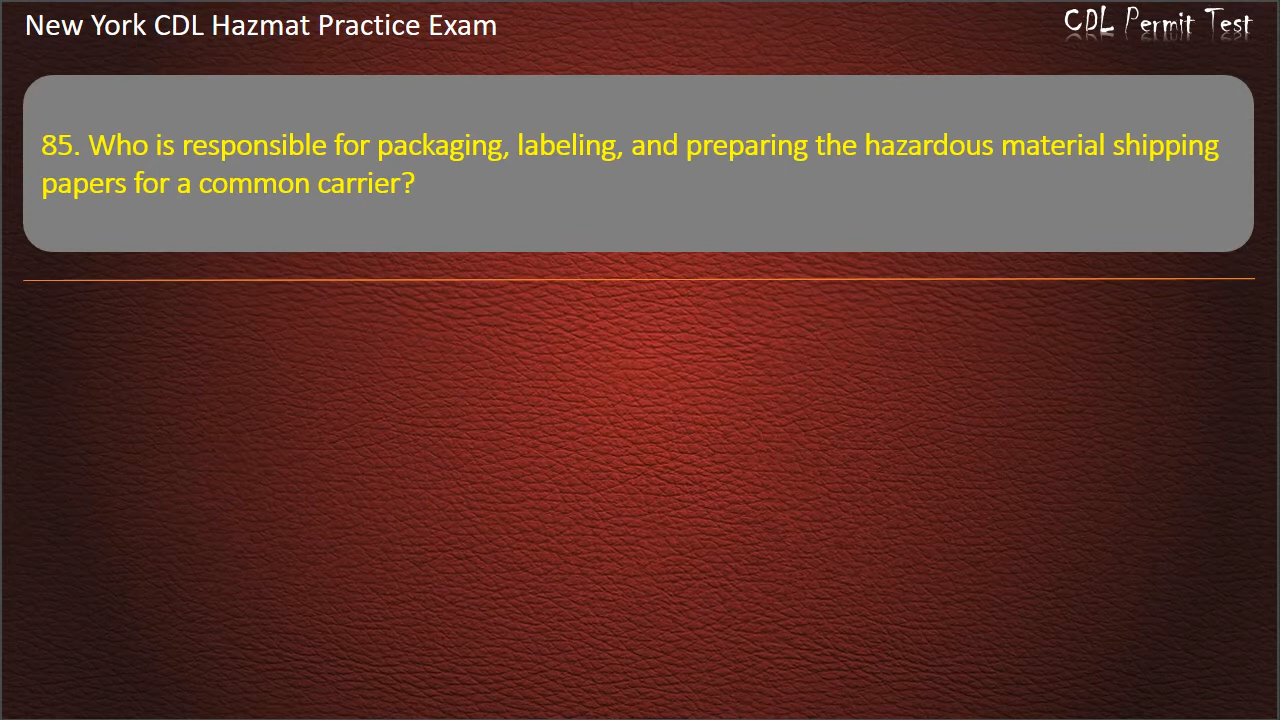 New York CDL Hazmat Practice Exam
CDL Permit Test
85. Who is responsible for packaging, labeling, and preparing the hazardous material shipping
papers for a common carrier?